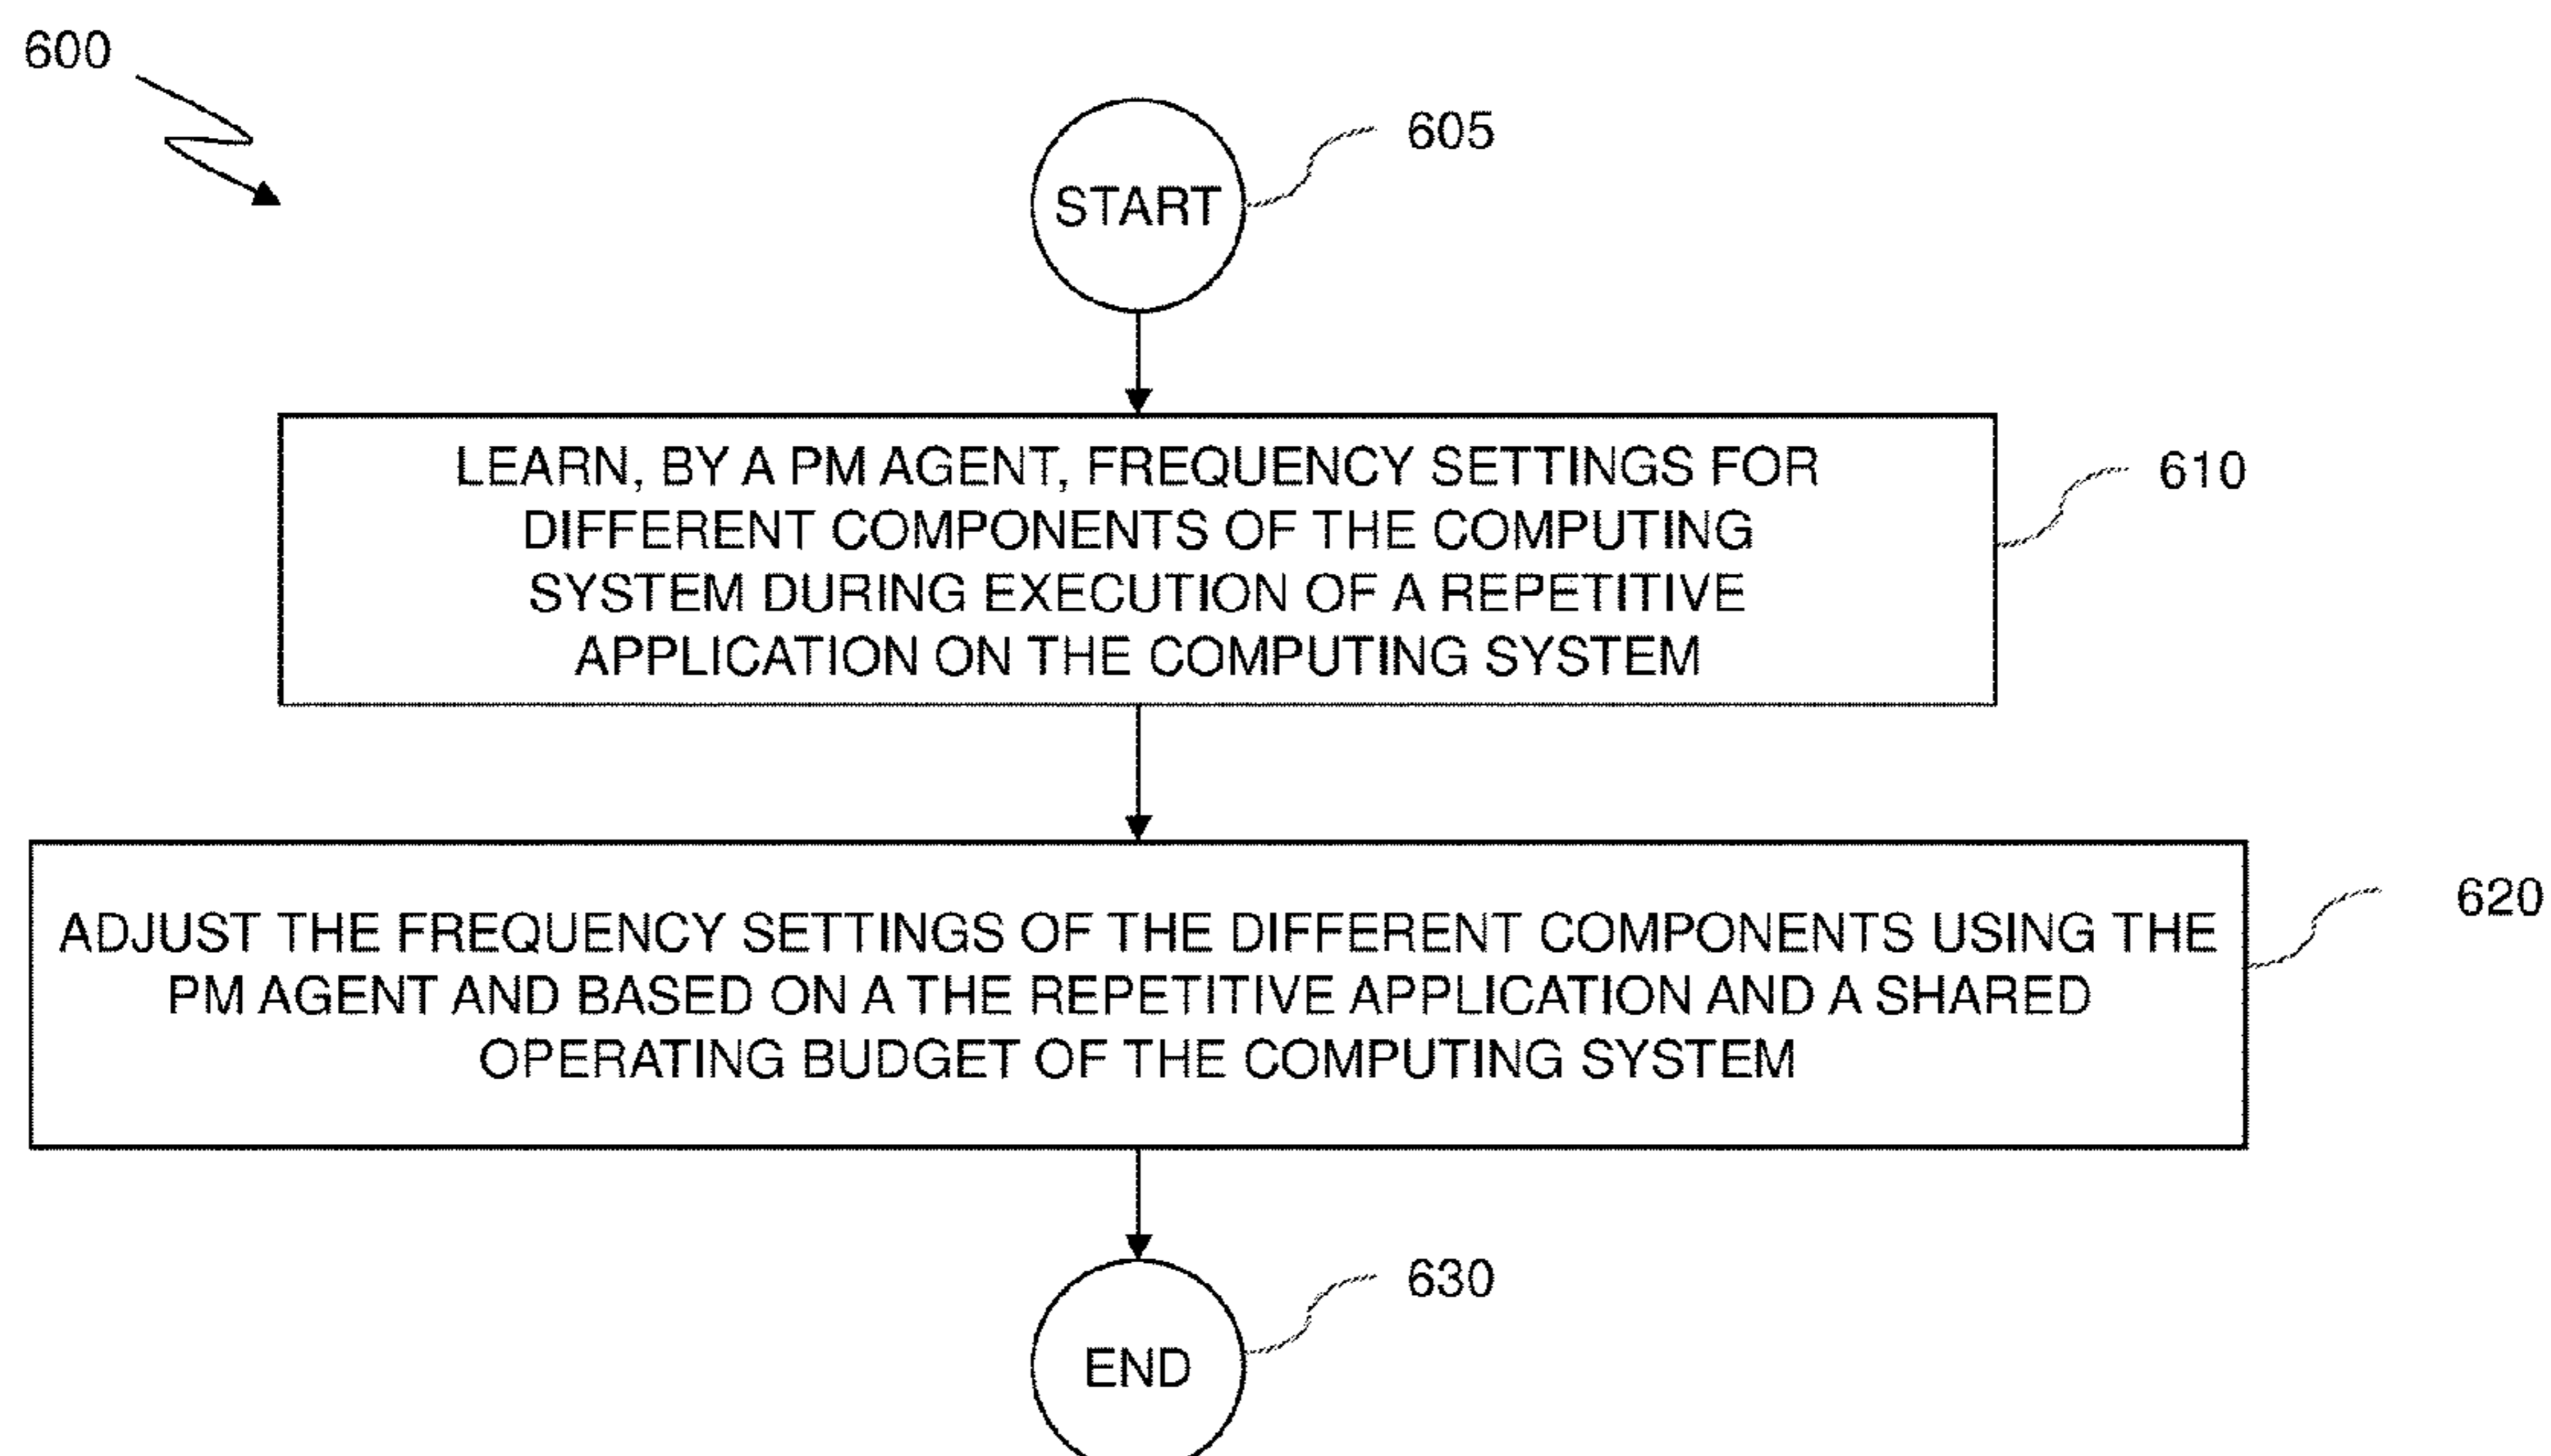 600
START
605
LEARN, BY A PM AGENT, FREQUENCY SETTINGS FOR
DIFFERENT COMPONENTS OF THE COMPUTING
SYSTEM DURING EXECUTION OF A REPETITIVE
APPLICATION ON THE COMPUTING SYSTEM
610
ADJUST THE FREQUENCY SETTINGS OF THE DIFFERENT COMPONENTS USING THE
PM AGENT AND BASED ON A THE REPETITIVE APPLICATION AND A SHARED
OPERATING BUDGET OF THE COMPUTING SYSTEM
620
END
630